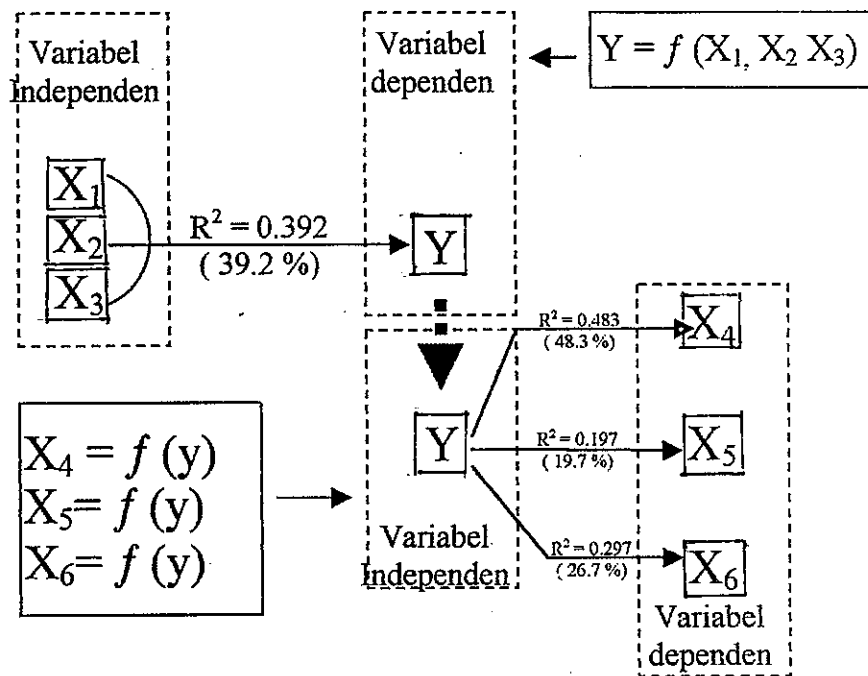 Variabel
Independen
Variabel
dependen
Y = f (X₁, X₂ X₃)
X₁
X₂
X₃
R² = 0.392
( 39.2 %)
Y
R² = 0.483
( 48.3 %)
X₄
X₄ = f (y)
X₅= f (y)
X₆= f (y)
Y
R² = 0.197
( 19.7 %)
X₅
R² = 0.297
( 26.7 %)
X₆
Variabel
Independen
Variabel
dependen